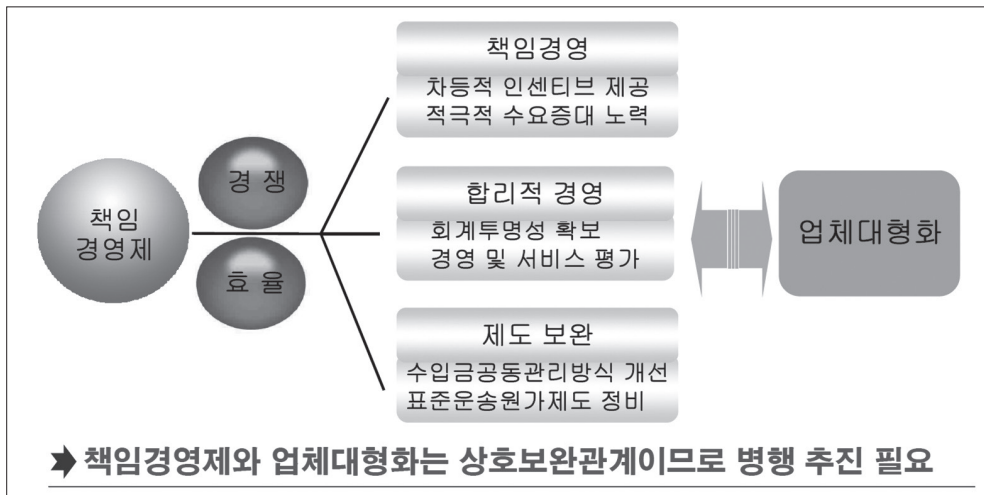 책임
경영제
경 쟁
효 율
책임경영
차등적 인센티브 제공
적극적 수요증대 노력
합리적 경영
회계투명성 확보
경영 및 서비스 평가
제도 보완
수입금공동관리방식 개선
표준운송원가제도 정비
업체대형화
책임경영제와 업체대형화는 상호보완관계이므로 병행 추진 필요